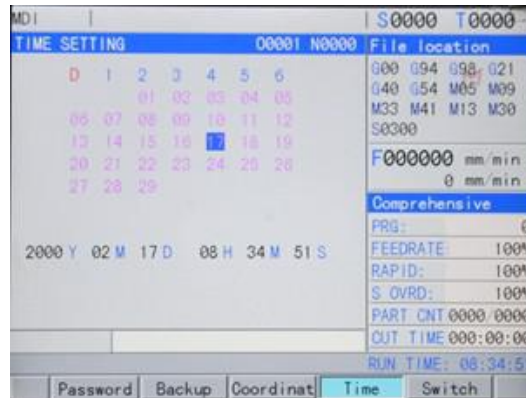 MDI
S0000 T0000
TIME SETTING O0001 N0000
File location
D 1 2 3 4 5 6
01 02 03 04 05
06 07 08 09 10 11 12
13 14 15 16 17 18 19
20 21 22 23 24 25 26
27 28 29
2000 Y 02 M 17 D 08 H 34 M 51 S
G00 G94 G98 G21
G40 G54 M05 M09
M33 M41 M13 M30
S0300
F000000 mm/min
0 mm/min
Comprehensive
PRG:
FEEDRATE: 100%
RAPID: 100%
S OVRD: 100%
PART CNT 0000/0000
CUT TIME 000:00:00
RUN TIME: 08:34:5
Password Backup Coordinat Time Switch